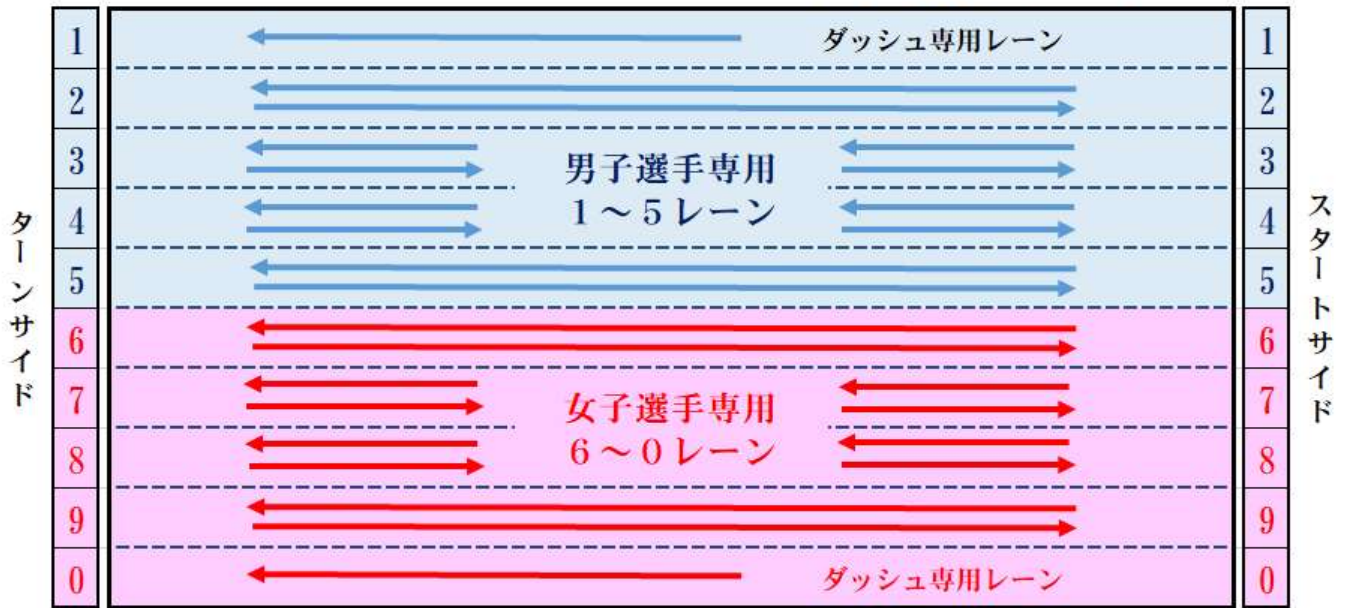 1 ダッシュ専用レーン 1
2 2
3 3
男子選手専用
1~5レーン
4 4
5 5
ターンサイド
スタートサイド
6 6
7 7
女子選手専用
6~0レーン
8 8
9 9
0 ダッシュ専用レーン 0